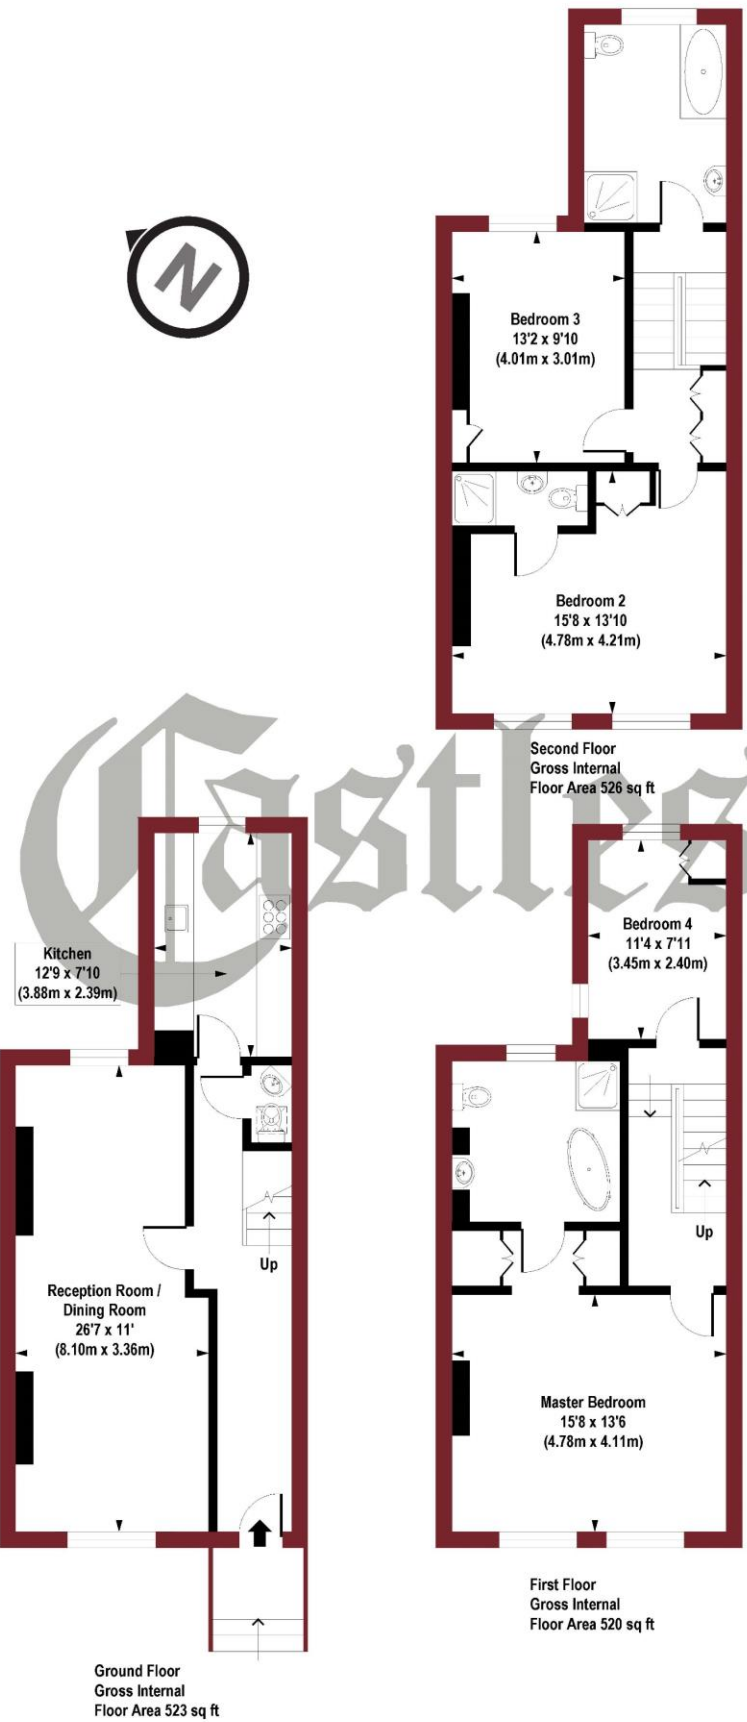 N
Bedroom 3
13'2 x 9'10
(4.01m x 3.01m)
Bedroom 2
15'8 x 13'10
(4.78m x 4.21m)
Second Floor
Gross Internal
Floor Area 526 sq ft
Castles
Kitchen
12'9 x 7'10
(3.88m x 2.39m)
Up
Reception Room /
Dining Room
26'7 x 11'
(8.10m x 3.36m)
Ground Floor
Gross Internal
Floor Area 523 sq ft
Bedroom 4
11'4 x 7'11
(3.45m x 2.40m)
Up
Master Bedroom
15'8 x 13'6
(4.78m x 4.11m)
First Floor
Gross Internal
Floor Area 520 sq ft